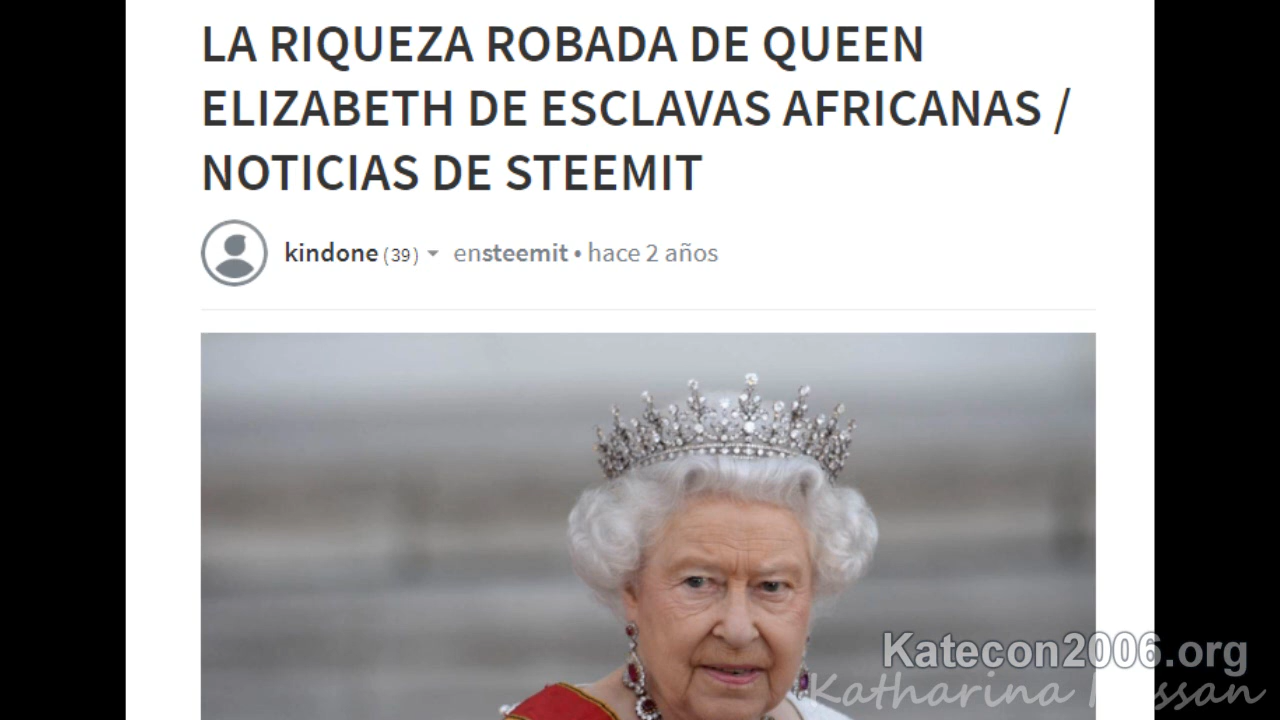 LA RIQUEZA ROBADA DE QUEEN
ELIZABETH DE ESCLAVAS AFRICANAS /
NOTICIAS DE STEEMIT
kindone (39) ensteemit • hace 2 años
Katecon2006.org
Katharina